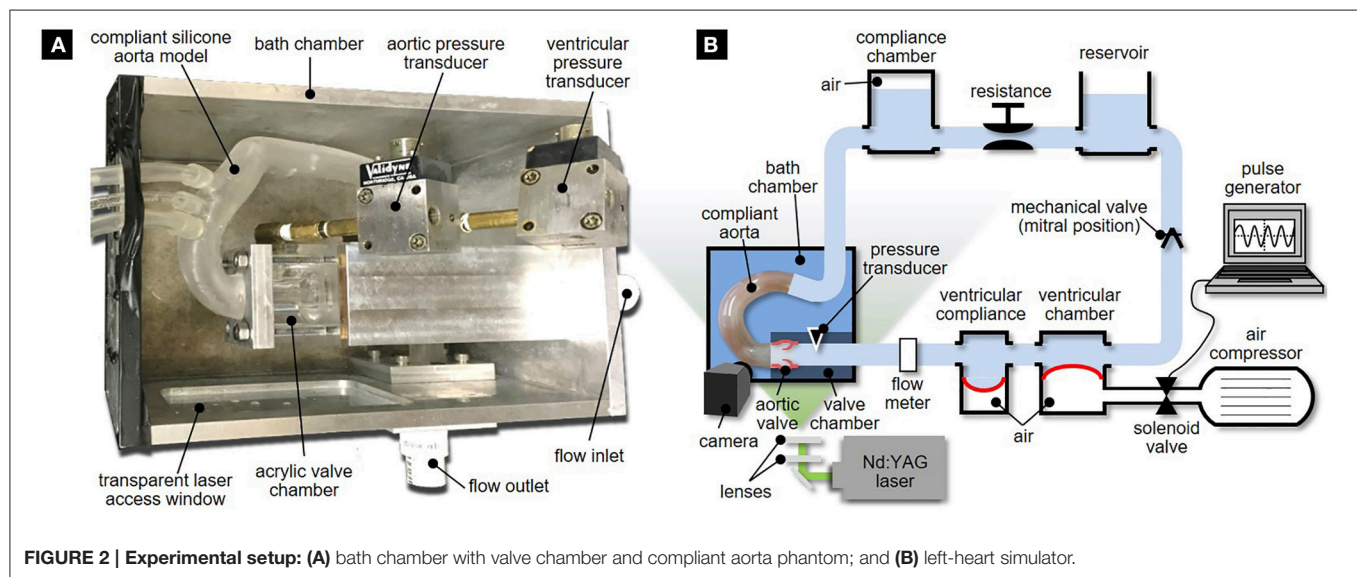 A
compliant silicone
aorta model
bath chamber
aortic pressure
transducer
ventricular
pressure
transducer
Validyne
NORTHRIDGE, CA USA
transparent laser
access window
acrylic valve
chamber
flow outlet
flow inlet
B
compliance
chamber
air
resistance
reservoir
bath
chamber
compliant
aorta
pressure
transducer
mechanical valve
(mitral position)
pulse
generator
ventricular
compliance
ventricular
chamber
air
compressor
camera
aortic
valve
valve
chamber
flow
meter
air
solenoid
valve
lenses
Nd:YAG
laser
FIGURE 2 | Experimental setup: (A) bath chamber with valve chamber and compliant aorta phantom; and (B) left-heart simulator.